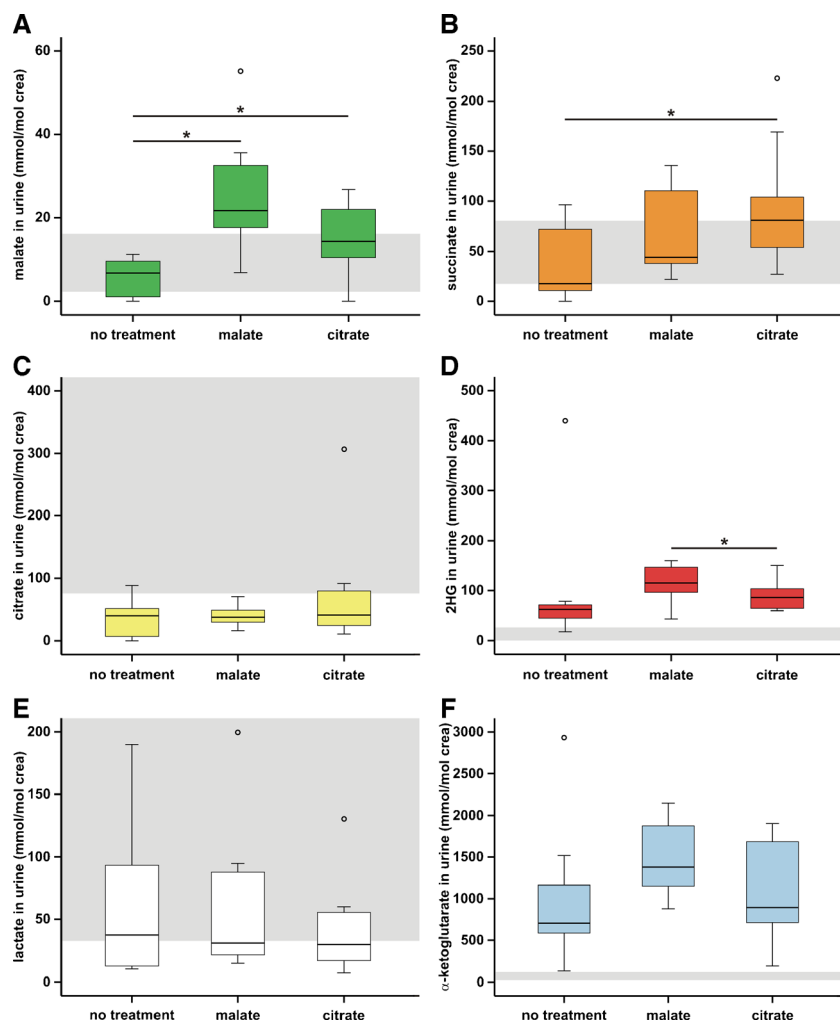 A
malate in urine (mmol/mol crea)
60
40
20
0
*
*
no treatment malate citrate
B
succinate in urine (mmol/mol crea)
250
200
150
100
50
0
*
no treatment malate citrate
C
citrate in urine (mmol/mol crea)
400
300
200
100
0
no treatment malate citrate
D
2HG in urine (mmol/mol crea)
500
400
300
200
100
0
*
no treatment malate citrate
E
lactate in urine (mmol/mol crea)
200
150
100
50
0
no treatment malate citrate
F
α-ketoglutarate in urine (mmol/mol crea)
3000
2500
2000
1500
1000
500
0
no treatment malate citrate